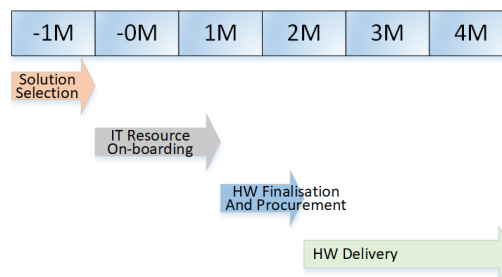 -1M -0M 1M 2M 3M 4M
Solution
Selection
IT Resource
On-boarding
HW Finalisation
And Procurement
HW Delivery